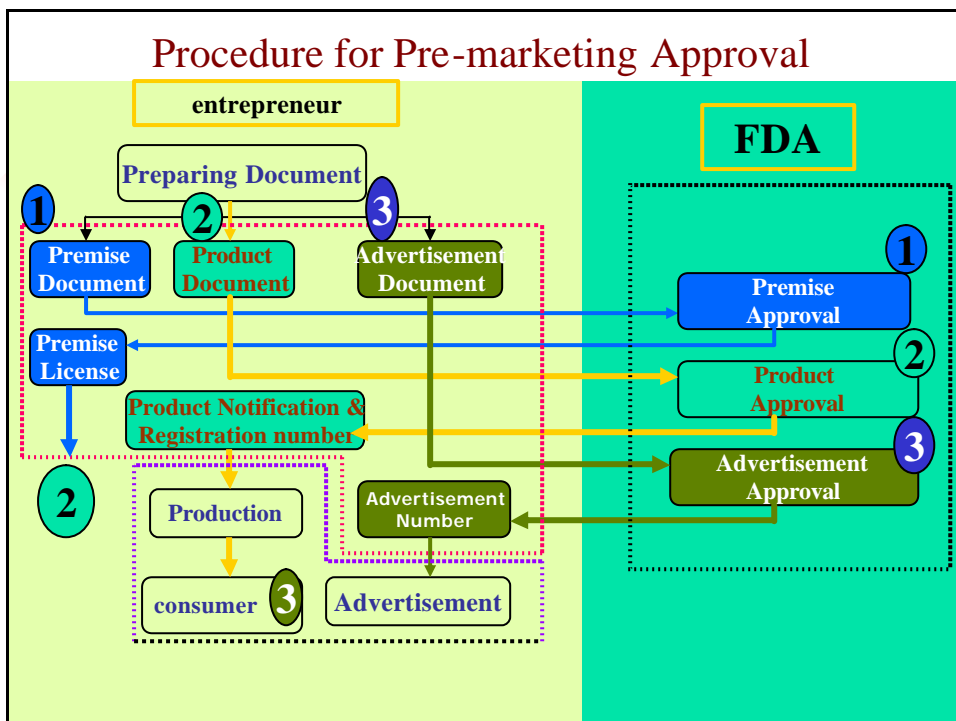 Procedure for Pre-marketing Approval
entrepreneur
FDA
Preparing Document
1
2
3
Premise
Document
Product
Document
Advertisement
Document
1
Premise
Approval
Premise
License
2
Product
Approval
Product Notification &
Registration number
3
Advertisement
Approval
2
Production
Advertisement
Number
consumer
3
Advertisement